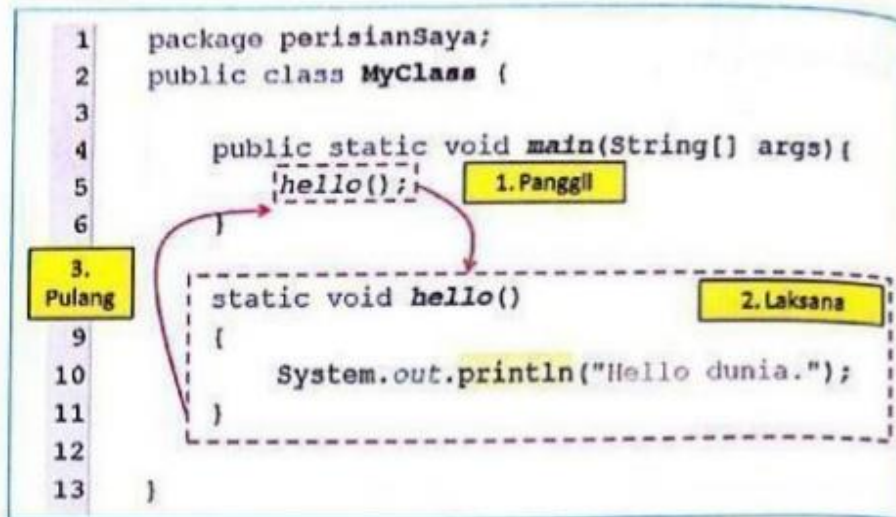 1 package perisianSaya;
2 public class MyClass {
3
4 public static void main(String[] args){
5 hello(); 1. Panggil
6 }
3. Pulang
static void hello() 2. Laksana
9 {
10 System.out.println("Hello dunia.");
11 }
12
13 }